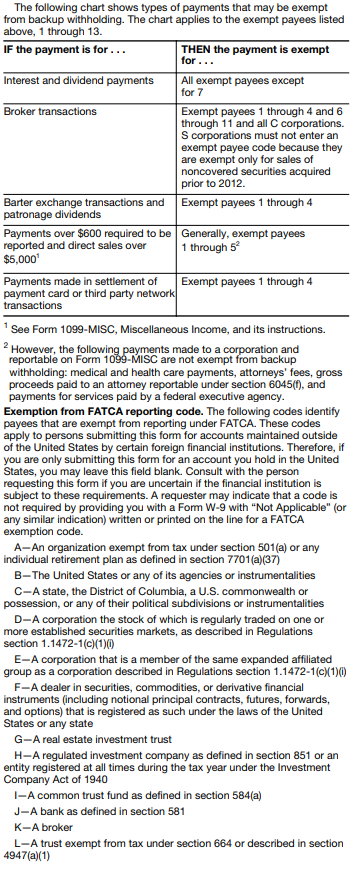 The following chart shows types of payments that may be exempt
from backup withholding. The chart applies to the exempt payees listed
above, 1 through 13.
IF the payment is for . . .
THEN the payment is exempt
for . . .
Interest and dividend payments
All exempt payees except
for 7
Broker transactions
Exempt payees 1 through 4 and 6
through 11 and all C corporations.
S corporations must not enter an
exempt payee code because they
are exempt only for sales of
noncovered securities acquired
prior to 2012.
Barter exchange transactions and
patronage dividends
Exempt payees 1 through 4
Payments over $600 required to be
reported and direct sales over
$5,000¹
Generally, exempt payees
1 through 5²
Payments made in settlement of
payment card or third party network
transactions
Exempt payees 1 through 4
¹ See Form 1099-MISC, Miscellaneous Income, and its instructions.
² However, the following payments made to a corporation and
reportable on Form 1099-MISC are not exempt from backup
withholding: medical and health care payments, attorneys' fees, gross
proceeds paid to an attorney reportable under section 6045(f), and
payments for services paid by a federal executive agency.
Exemption from FATCA reporting code. The following codes identify
payees that are exempt from reporting under FATCA. These codes
apply to persons submitting this form for accounts maintained outside
of the United States by certain foreign financial institutions. Therefore, if
you are only submitting this form for an account you hold in the United
States, you may leave this field blank. Consult with the person
requesting this form if you are uncertain if the financial institution is
subject to these requirements. A requester may indicate that a code is
not required by providing you with a Form W-9 with "Not Applicable" (or
any similar indication) written or printed on the line for a FATCA
exemption code.
A—An organization exempt from tax under section 501(a) or any
individual retirement plan as defined in section 7701(a)(37)
B—The United States or any of its agencies or instrumentalities
C—A state, the District of Columbia, a U.S. commonwealth or
possession, or any of their political subdivisions or instrumentalities
D—A corporation the stock of which is regularly traded on one or
more established securities markets, as described in Regulations
section 1.1472-1(c)(1)(i)
E—A corporation that is a member of the same expanded affiliated
group as a corporation described in Regulations section 1.1472-1(c)(1)(i)
F—A dealer in securities, commodities, or derivative financial
instruments (including notional principal contracts, futures, forwards,
and options) that is registered as such under the laws of the United
States or any state
G—A real estate investment trust
H—A regulated investment company as defined in section 851 or an
entity registered at all times during the tax year under the Investment
Company Act of 1940
I—A common trust fund as defined in section 584(a)
J—A bank as defined in section 581
K—A broker
L—A trust exempt from tax under section 664 or described in section
4947(a)(1)